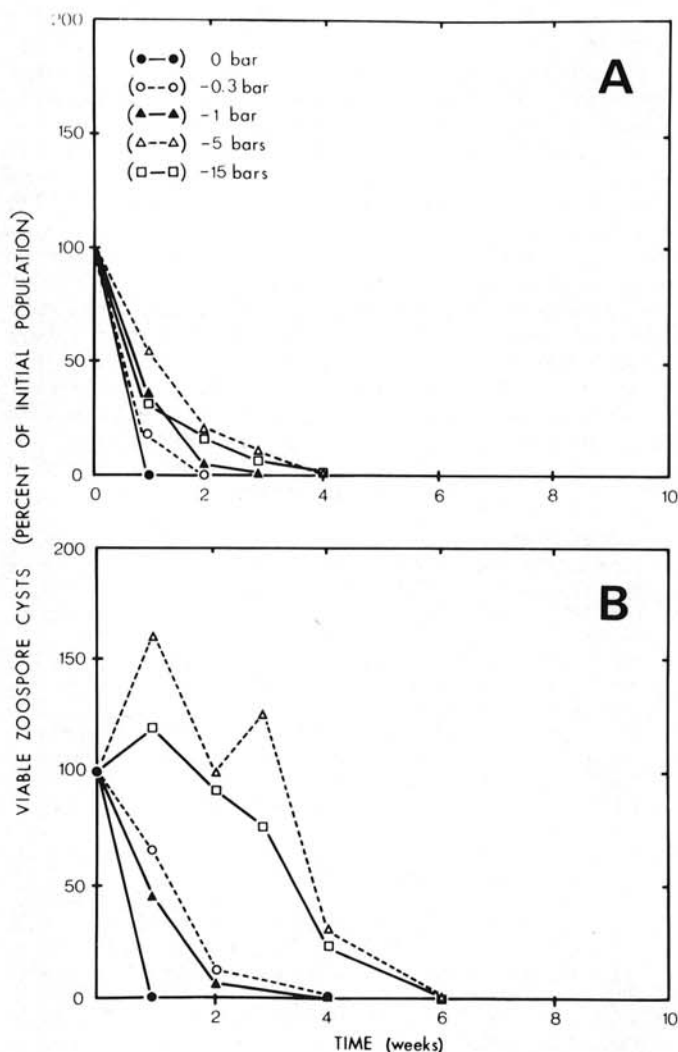 200
(●—●) 0 bar
(○--○) -0.3 bar
(▲—▲) -1 bar
(△--△) -5 bars
(□—□) -15 bars
A
150
100
50
0
0 2 4 6 8 10
VIABLE ZOOSPORE CYSTS (PERCENT OF INITIAL POPULATION)
200
B
150
100
50
0
0 2 4 6 8 10
TIME (weeks)